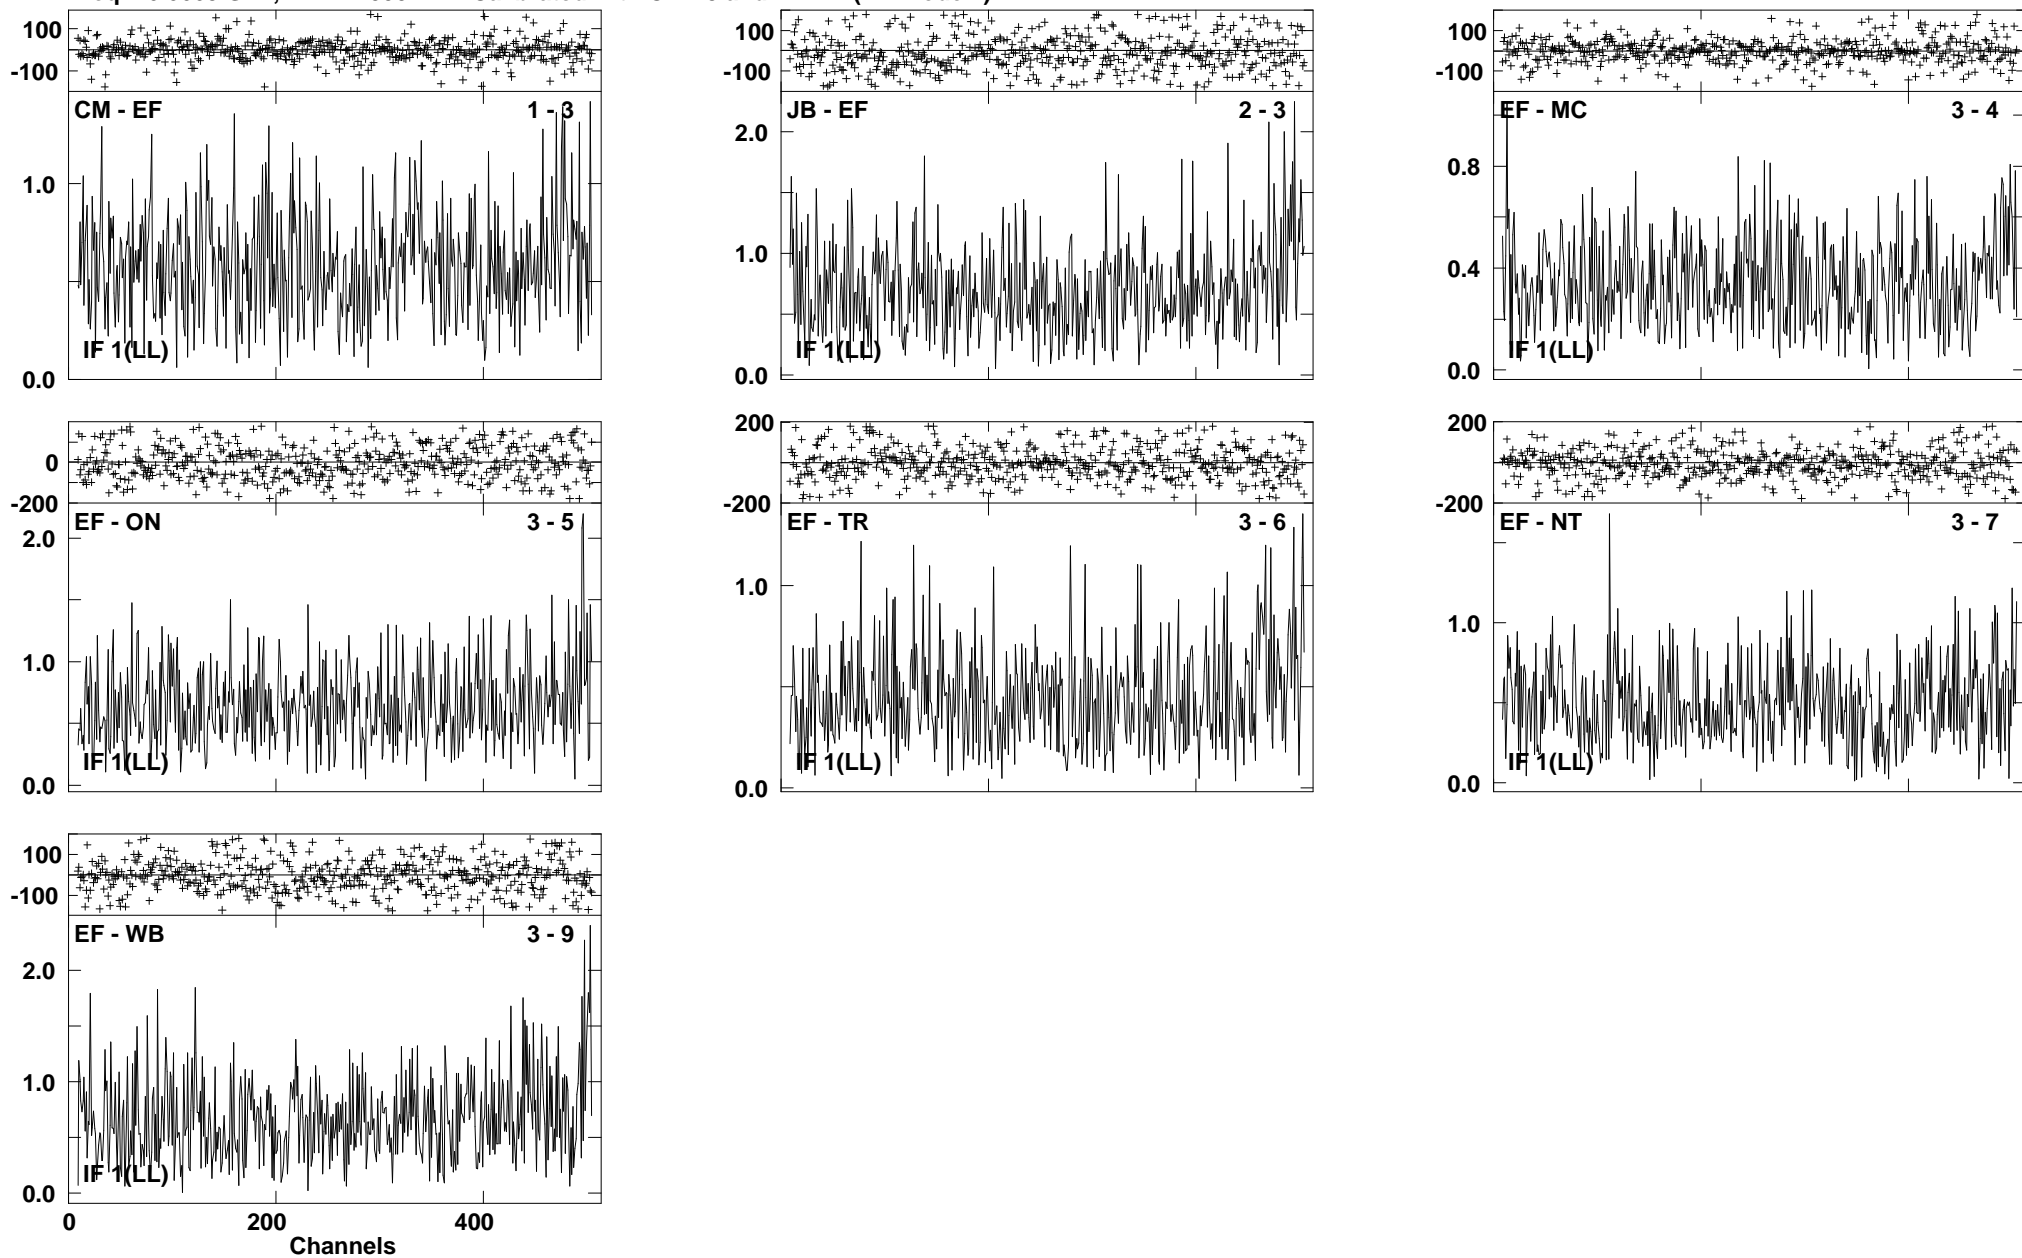 100
-100
CM - EF 1 - 3
1.0
IF 1(LL)
0.0
100
-100
JB - EF 2 - 3
2.0
1.0
IF 1(LL)
0.0
100
-100
EF - MC 3 - 4
0.8
0.4
IF 1(LL)
0.0
0
-200
EF - ON 3 - 5
2.0
1.0
IF 1(LL)
0.0
200
-200
EF - TR 3 - 6
1.0
IF 1(LL)
0.0
200
-200
EF - NT 3 - 7
1.0
IF 1(LL)
0.0
100
-100
EF - WB 3 - 9
2.0
1.0
IF 1(LL)
0.0
0 200 400
Channels